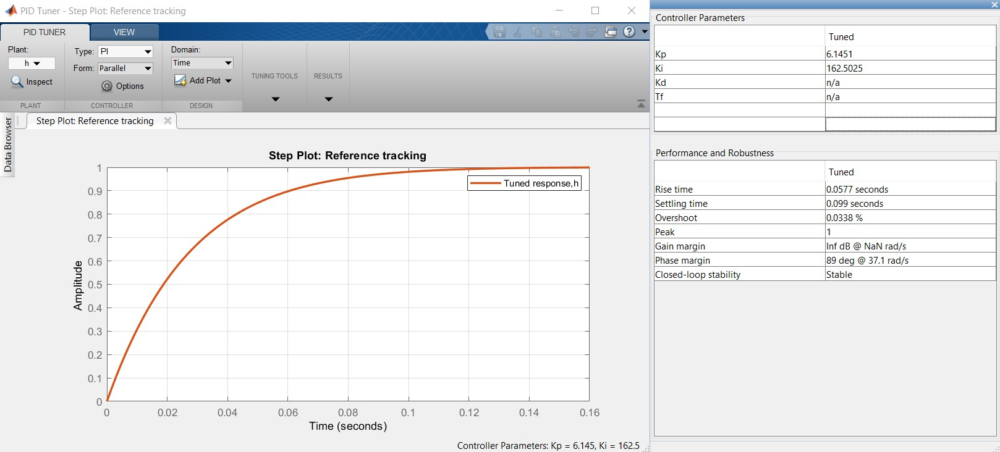 PID Tuner - Step Plot: Reference tracking
PID TUNER
VIEW
Plant:
h
Inspect
PLANT
Type: PI
Form: Parallel
Options
CONTROLLER
Domain:
Time
Add Plot
DESIGN
TUNING TOOLS
RESULTS
Data Browser
Step Plot: Reference tracking
Step Plot: Reference tracking
Tuned response,h
Amplitude
1
0.9
0.8
0.7
0.6
0.5
0.4
0.3
0.2
0.1
0
0 0.02 0.04 0.06 0.08 0.1 0.12 0.14 0.16
Time (seconds)
Controller Parameters: Kp = 6.145, Ki = 162.5
Controller Parameters
Tuned
Kp 6.1451
Ki 162.5025
Kd n/a
Tf n/a
Performance and Robustness
Tuned
Rise time 0.0577 seconds
Settling time 0.099 seconds
Overshoot 0.0338 %
Peak 1
Gain margin Inf dB @ NaN rad/s
Phase margin 89 deg @ 37.1 rad/s
Closed-loop stability Stable